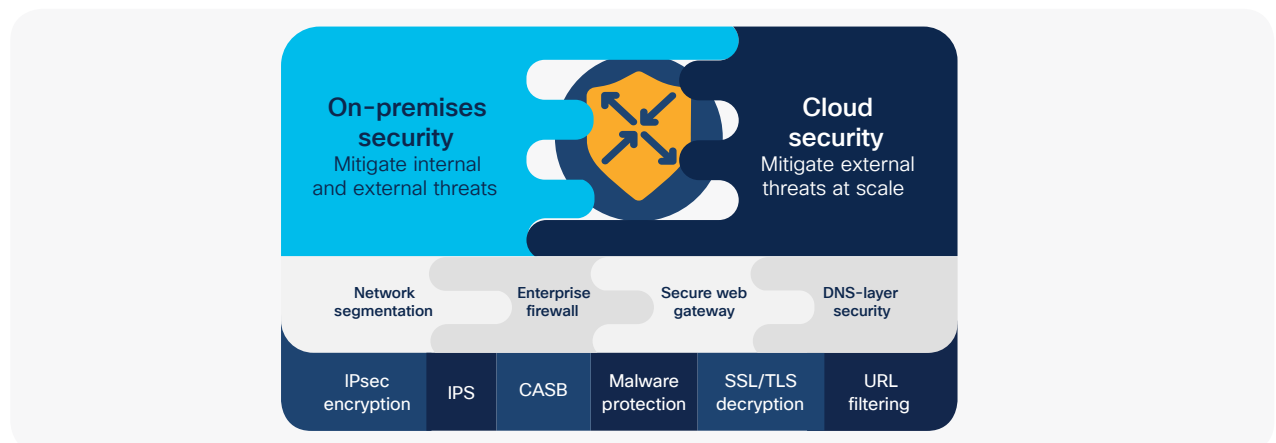 On-premises
security
Mitigate internal
and external threats
Cloud
security
Mitigate external
threats at scale
Network
segmentation
Enterprise
firewall
Secure web
gateway
DNS-layer
security
IPsec
encryption
IPS
CASB
Malware
protection
SSL/TLS
decryption
URL
filtering